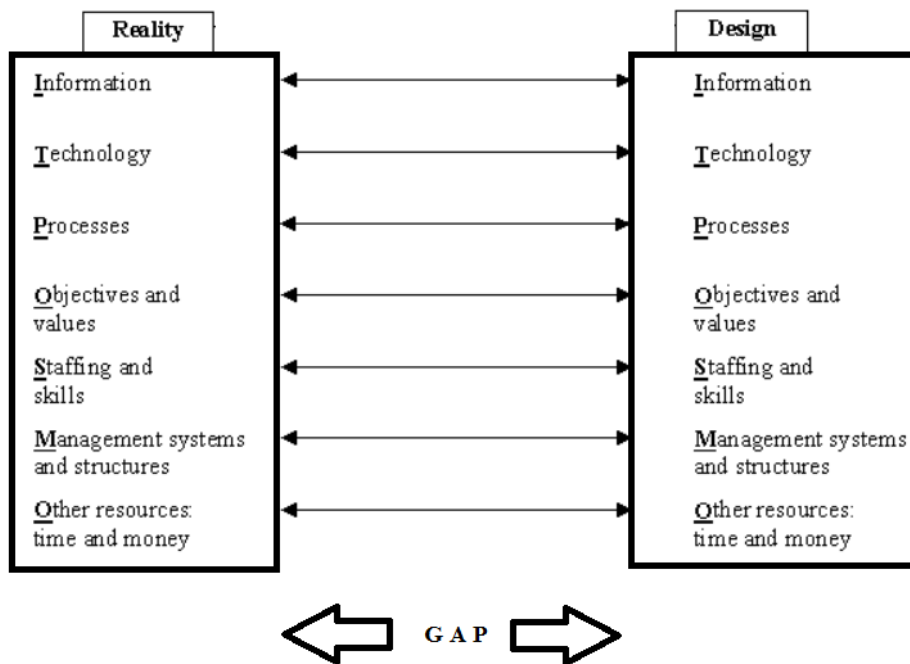 Reality
Information
Technology
Processes
Objectives and
values
Staffing and
skills
Management systems
and structures
Other resources:
time and money
Design
Information
Technology
Processes
Objectives and
values
Staffing and
skills
Management systems
and structures
Other resources:
time and money
G A P